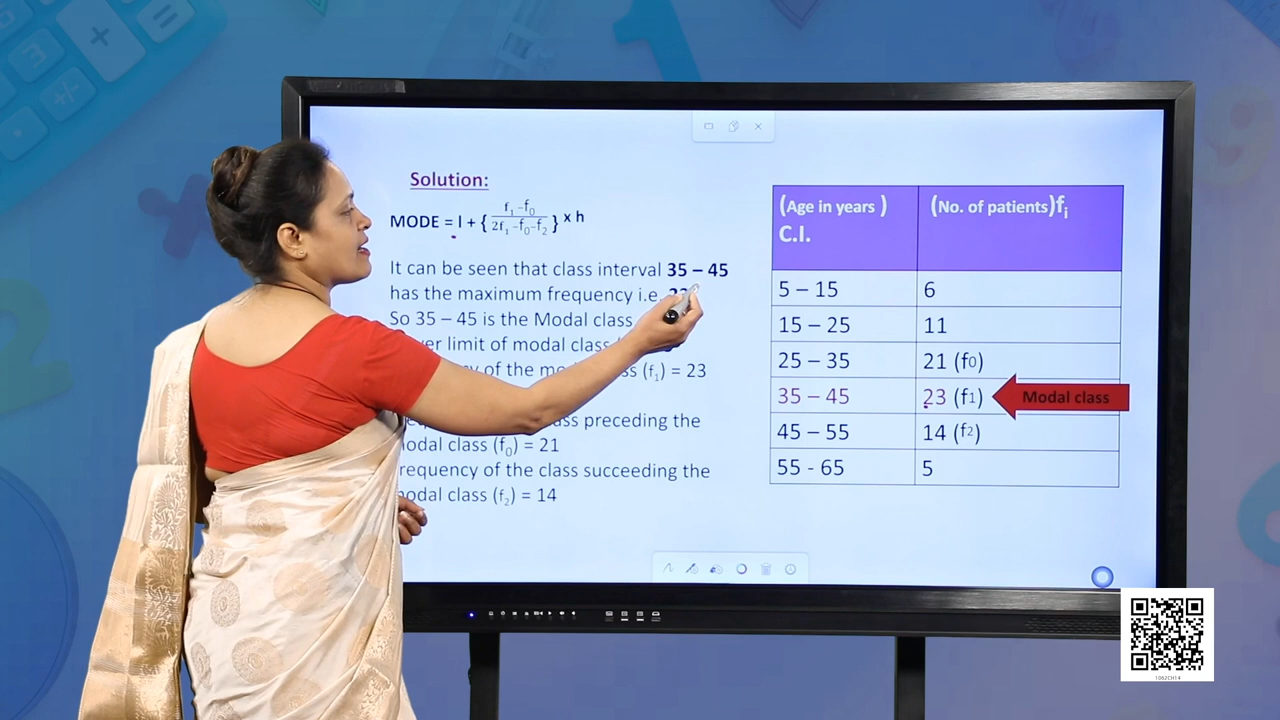 Solution:
MODE = l + { f₁ -f₀ / 2f₁ -f₀-f₂ } x h
It can be seen that class interval 35 – 45
has the maximum frequency i.e.
So 35 – 45 is the Modal class
limit of modal class
of the (f₁) = 23
preceding the
modal class (f₀) = 21
Frequency of the class succeeding the
modal class (f₂) = 14
(Age in years ) C.I. (No. of patients)fᵢ
5 – 15 6
15 – 25 11
25 – 35 21 (f0)
35 – 45 23 (f1) Modal class
45 – 55 14 (f2)
55 - 65 5
1062CH14